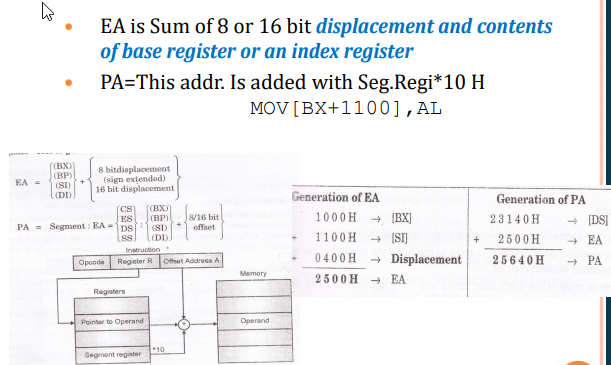 EA is Sum of 8 or 16 bit displacement and contents
of base register or an index register
PA=This addr. Is added with Seg.Regi*10 H
MOV[BX+1100],AL
EA = { (BX) (BP) (SI) (DI) } + { 8 bitdisplacement (sign extended) 16 bit displacement }
PA = Segment : EA = { CS ES DS SS } : { (BX) (BP) (SI) (DI) } + { 8/16 bit offset }
Instruction
Opcode Register R Offset Address A
Registers
Memory
Pointer to Operand
+
Operand
Segment register
*10
Generation of EA
1000H → [BX]
+ 1100H → [SI]
+ 0400H → Displacement
2500H → EA
Generation of PA
23140H → [DS]
+ 2500H → EA
25640H → PA